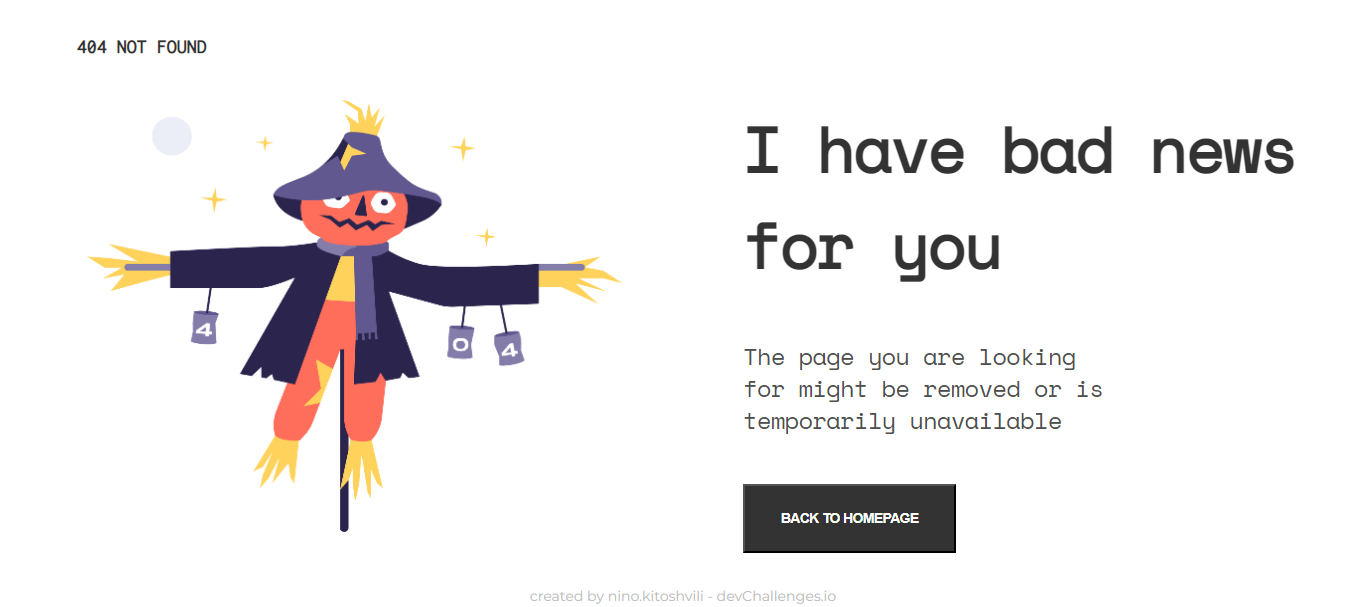 404 NOT FOUND
4
0
4
I have bad news
for you
The page you are looking
for might be removed or is
temporarily unavailable
BACK TO HOMEPAGE
created by nino.kitoshvili - devChallenges.io